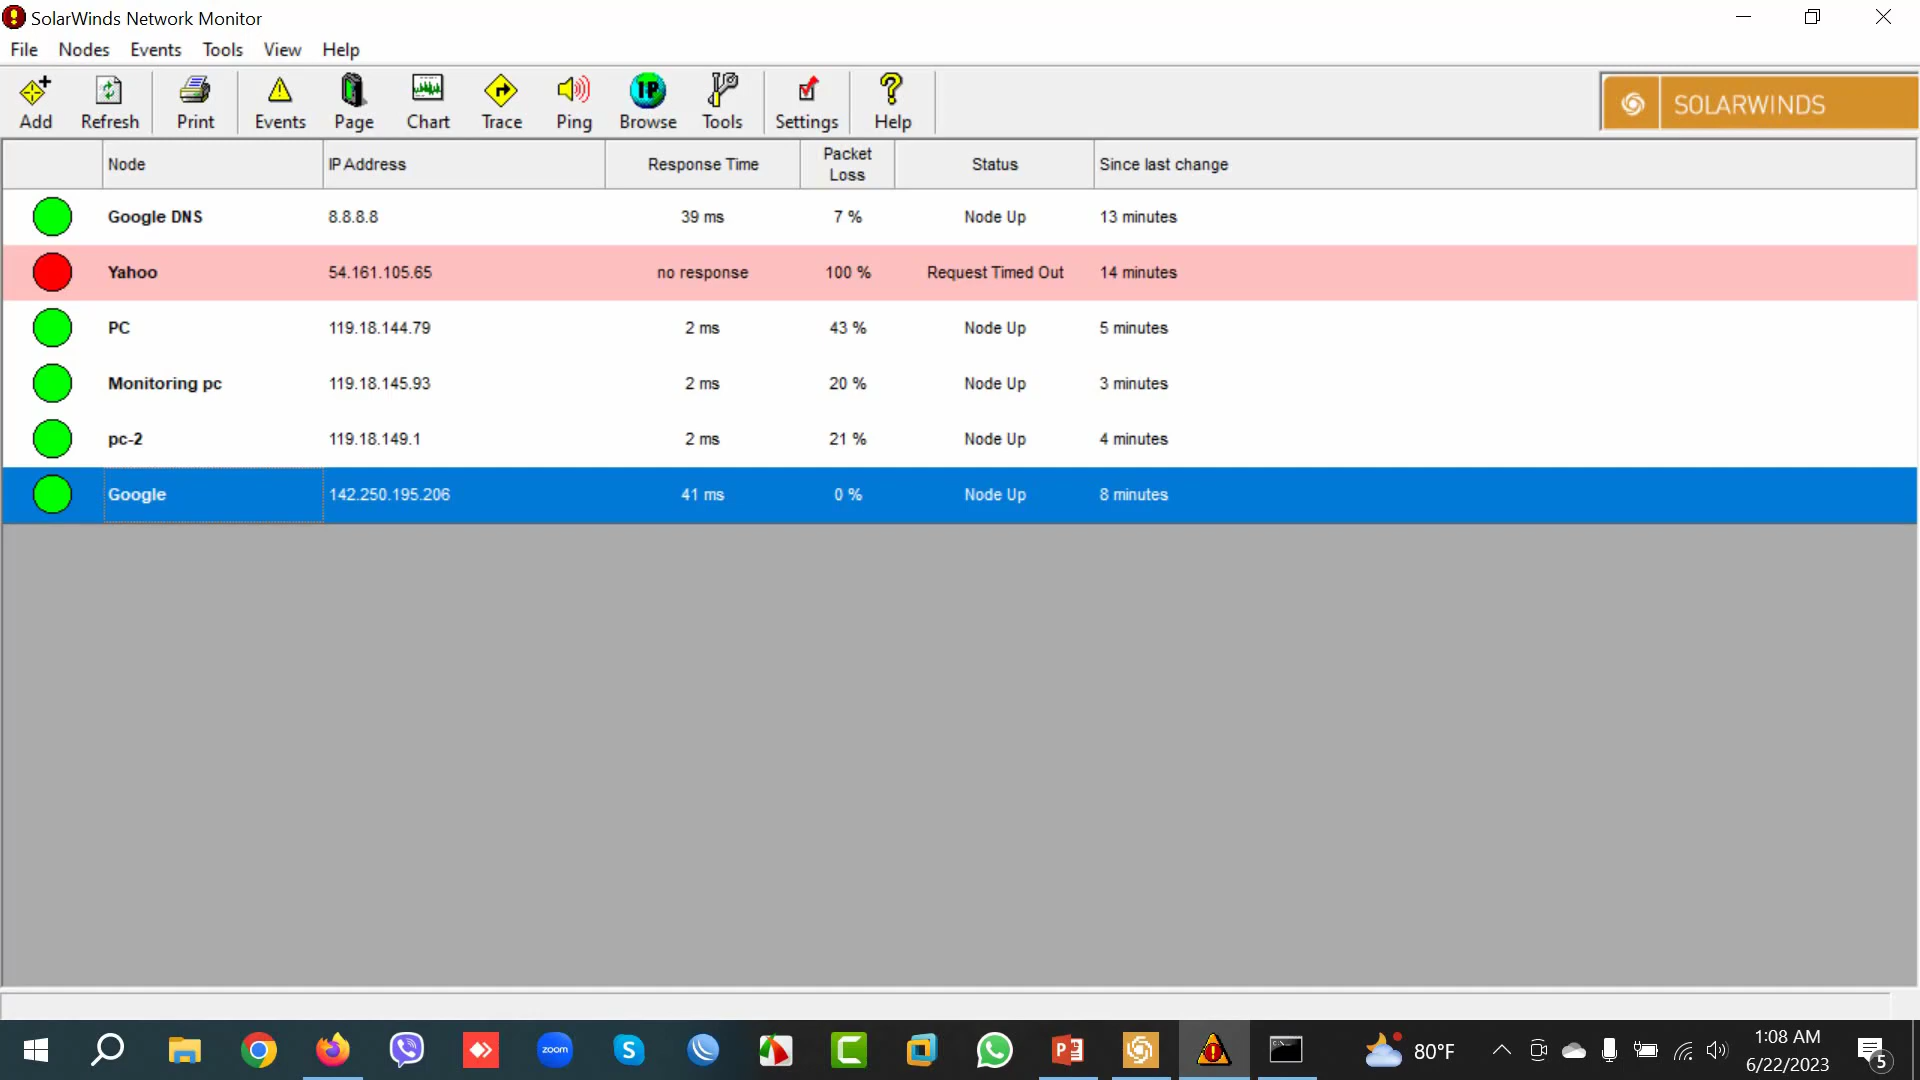 SolarWinds Network Monitor
File Nodes Events Tools View Help
Add Refresh Print Events Page Chart Trace Ping Browse Tools Settings Help
IP
SOLARWINDS
Node IP Address Response Time Packet Loss Status Since last change
Google DNS 8.8.8.8 39 ms 7 % Node Up 13 minutes
Yahoo 54.161.105.65 no response 100 % Request Timed Out 14 minutes
PC 119.18.144.79 2 ms 43 % Node Up 5 minutes
Monitoring pc 119.18.145.93 2 ms 20 % Node Up 3 minutes
pc-2 119.18.149.1 2 ms 21 % Node Up 4 minutes
Google 142.250.195.206 41 ms 0 % Node Up 8 minutes
zoom
80°F
1:08 AM
6/22/2023
5